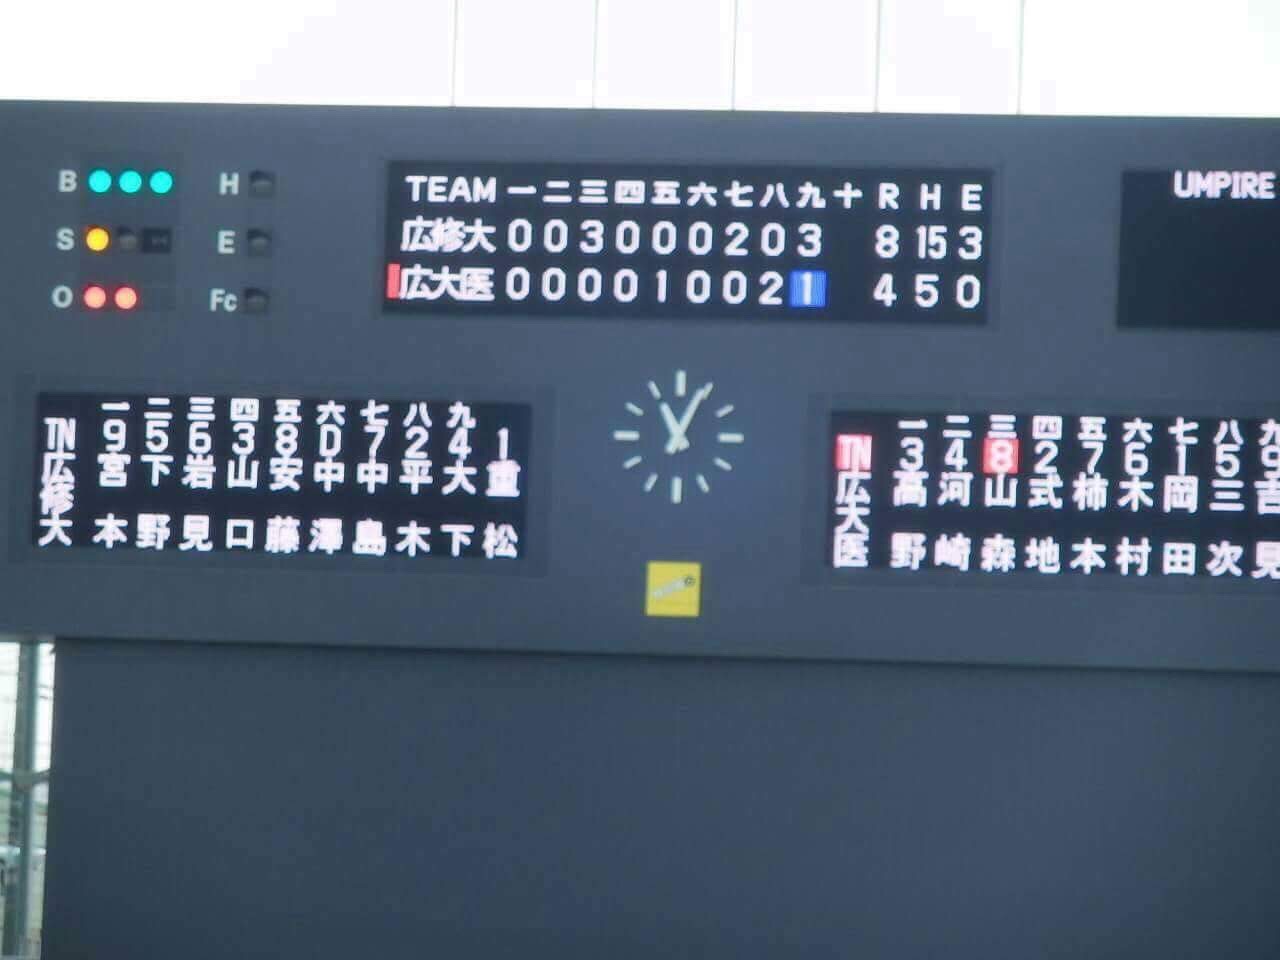 B H
S E
O Fc
TEAM 一 二 三 四 五 六 七 八 九 十 R H E
広修大 0 0 3 0 0 0 2 0 3 8 15 3
広大医 0 0 0 0 1 0 0 2 1 4 5 0
UMPIRE
一 二 三 四 五 六 七 八 九
TN 9 5 6 3 8 D 7 2 4 1
広修大 宮本 下野 岩見 山口 安藤 中澤 中島 平木 大下 重松
一 二 三 四 五 六 七 八 九
TN 3 4 8 2 7 6 1 5 9
広大医 高野 河崎 山森 式地 柿本 木村 岡田 三次 吉見